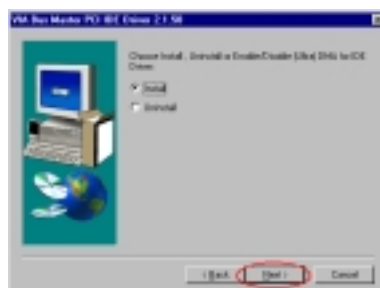 VIA Bus Master PCI IDE Driver 2.1.50
Choose Install, Uninstall or Enable/Disable (Ultra) DMA for IDE
Driver.
Install
Uninstall
< Back
Next >
Cancel